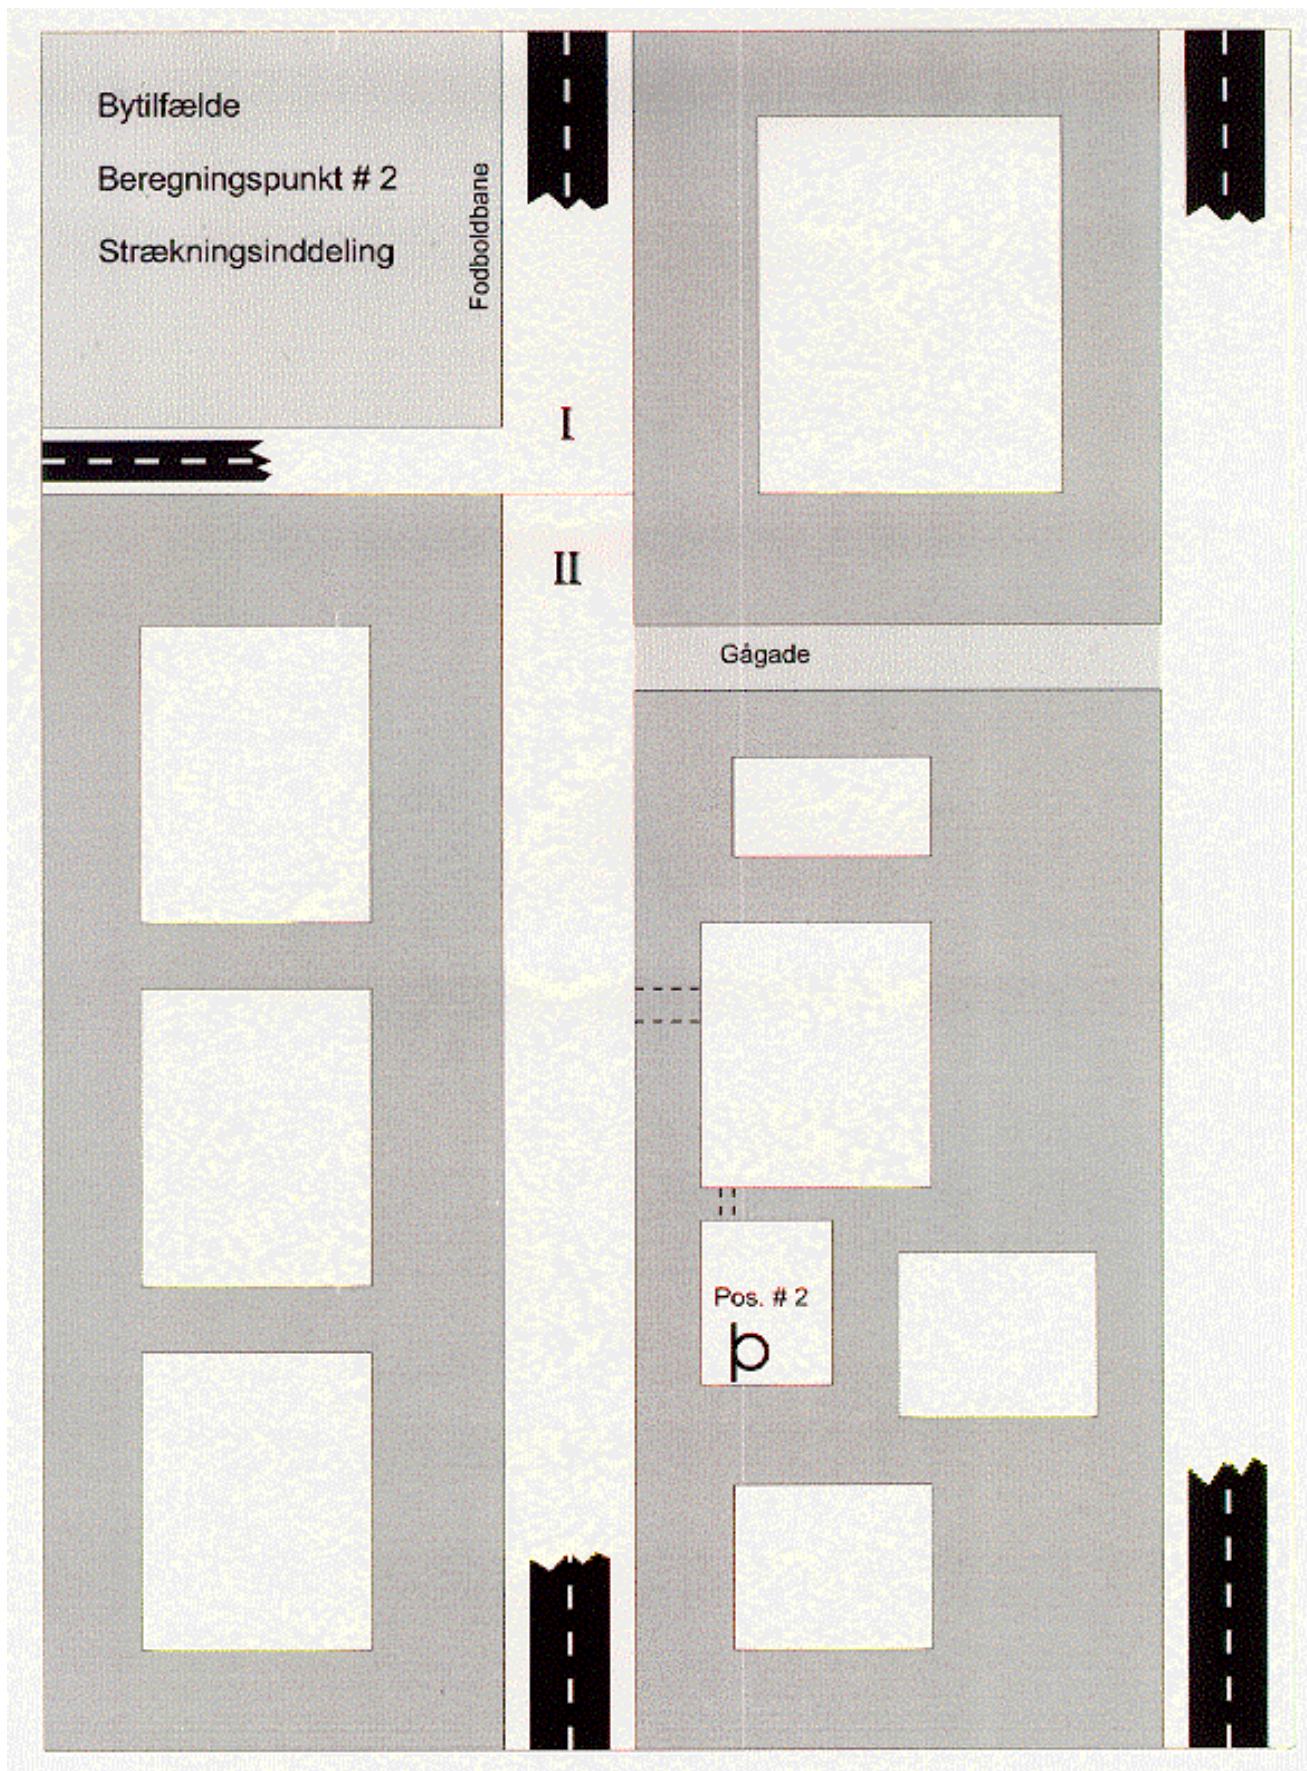 Bytilfælde
Beregningspunkt # 2
Strækningsinddeling
Fodboldbane
I
II
Gågade
Pos. # 2